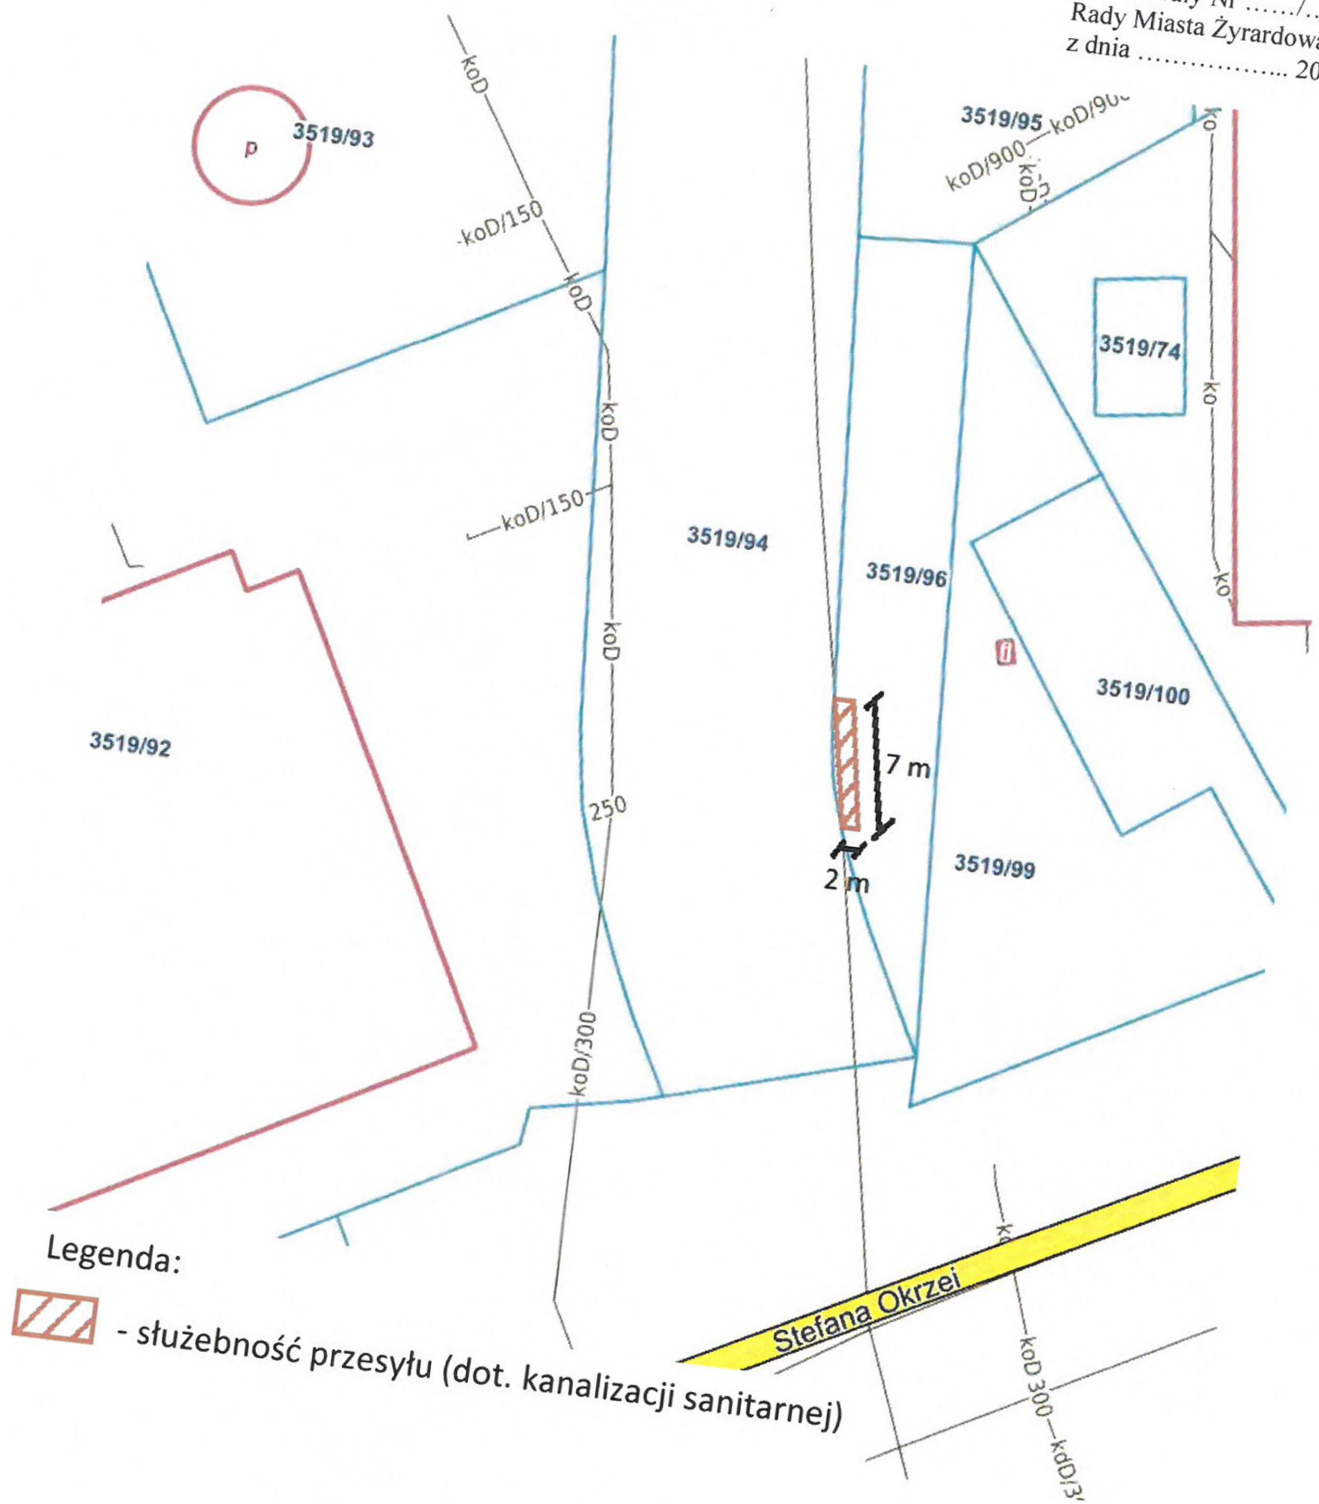 Rady Miasta Żyrardowa
z dnia ……………... 20
koD
3519/93
p
3519/95
koD/900
koD/900
koD
ko
-koD/150
koD
3519/74
ko
koD
koD/150
3519/94
3519/96
ko
koD
3519/100
3519/92
7 m
250
2 m
3519/99
koD/300
Legenda:
- służebność przesyłu (dot. kanalizacji sanitarnej)
Stefana Okrzei
koD 300